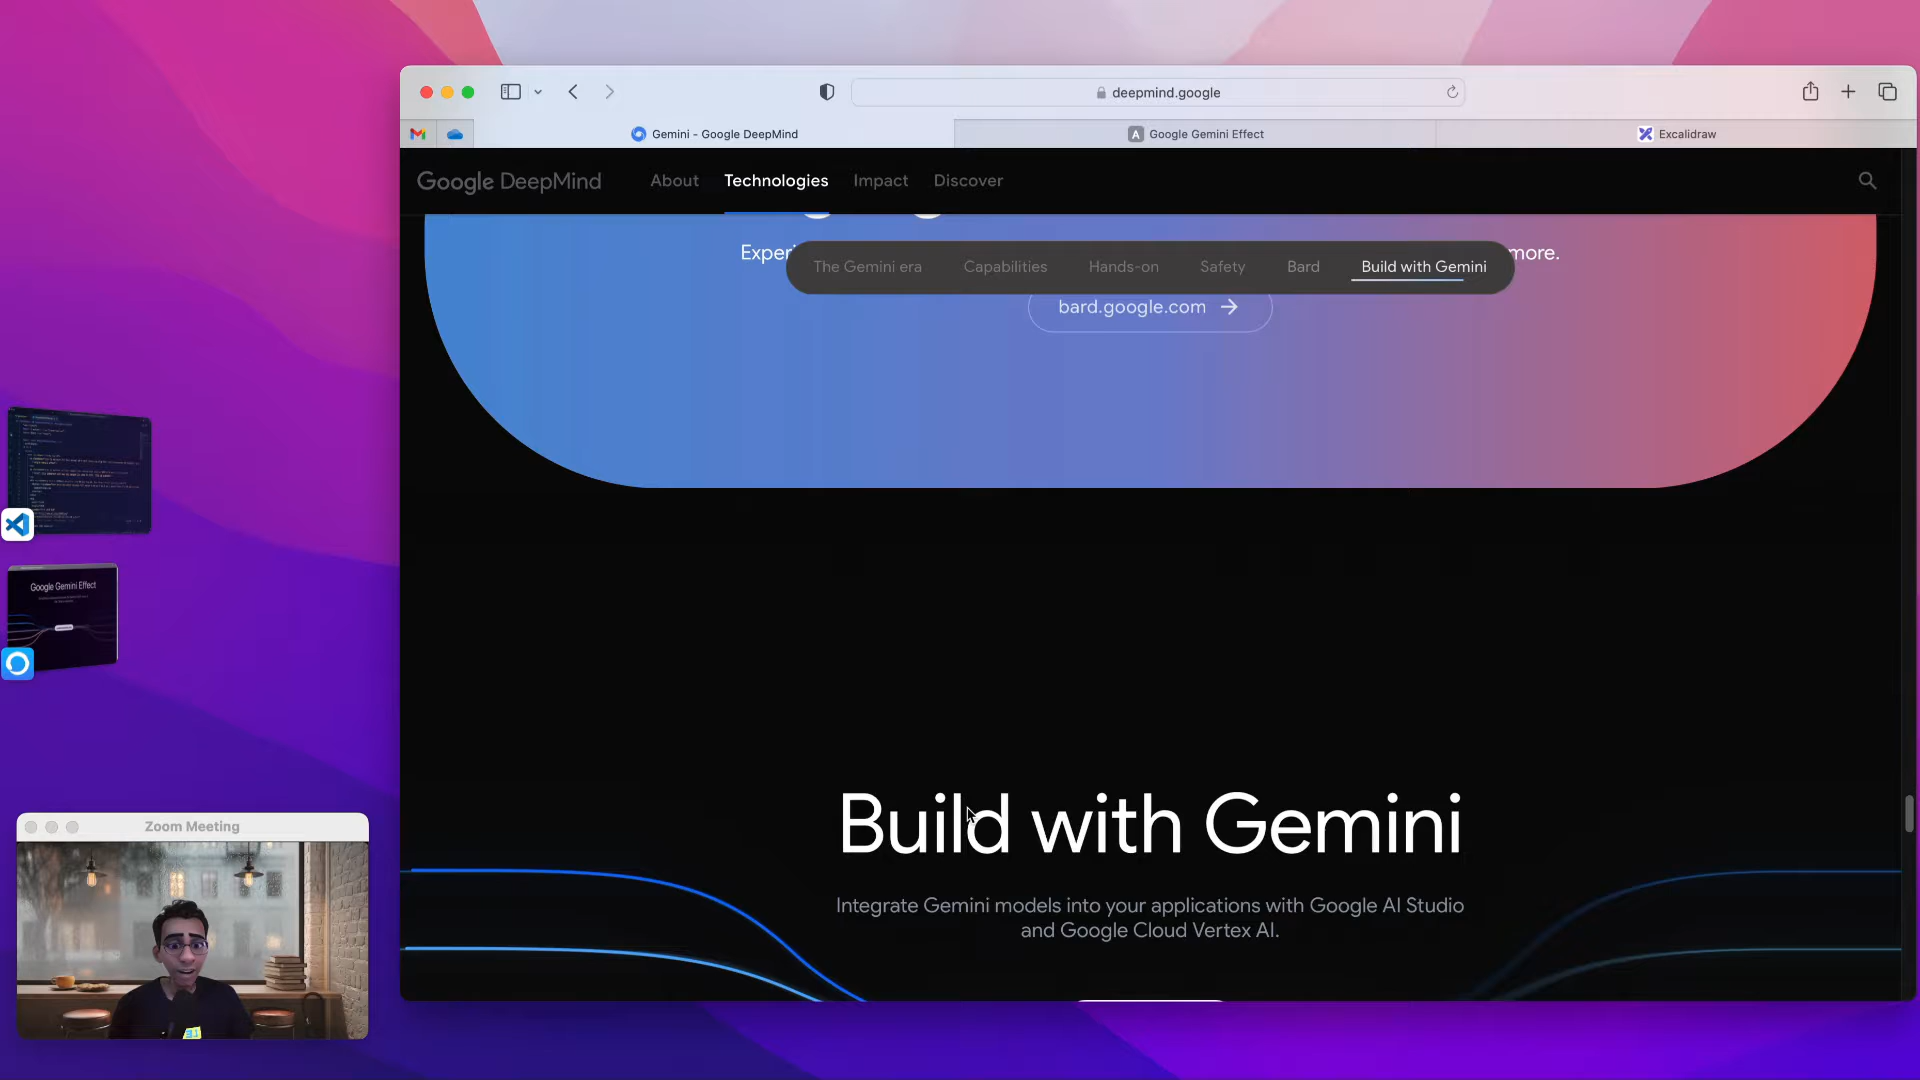 deepmind.google
Gemini - Google DeepMind
Google Gemini Effect
Excalidraw
Google DeepMind
About
Technologies
Impact
Discover
Experi
more.
The Gemini era
Capabilities
Hands-on
Safety
Bard
Build with Gemini
bard.google.com
Google Gemini Effect
Zoom Meeting
Build with Gemini
Integrate Gemini models into your applications with Google AI Studio
and Google Cloud Vertex AI.